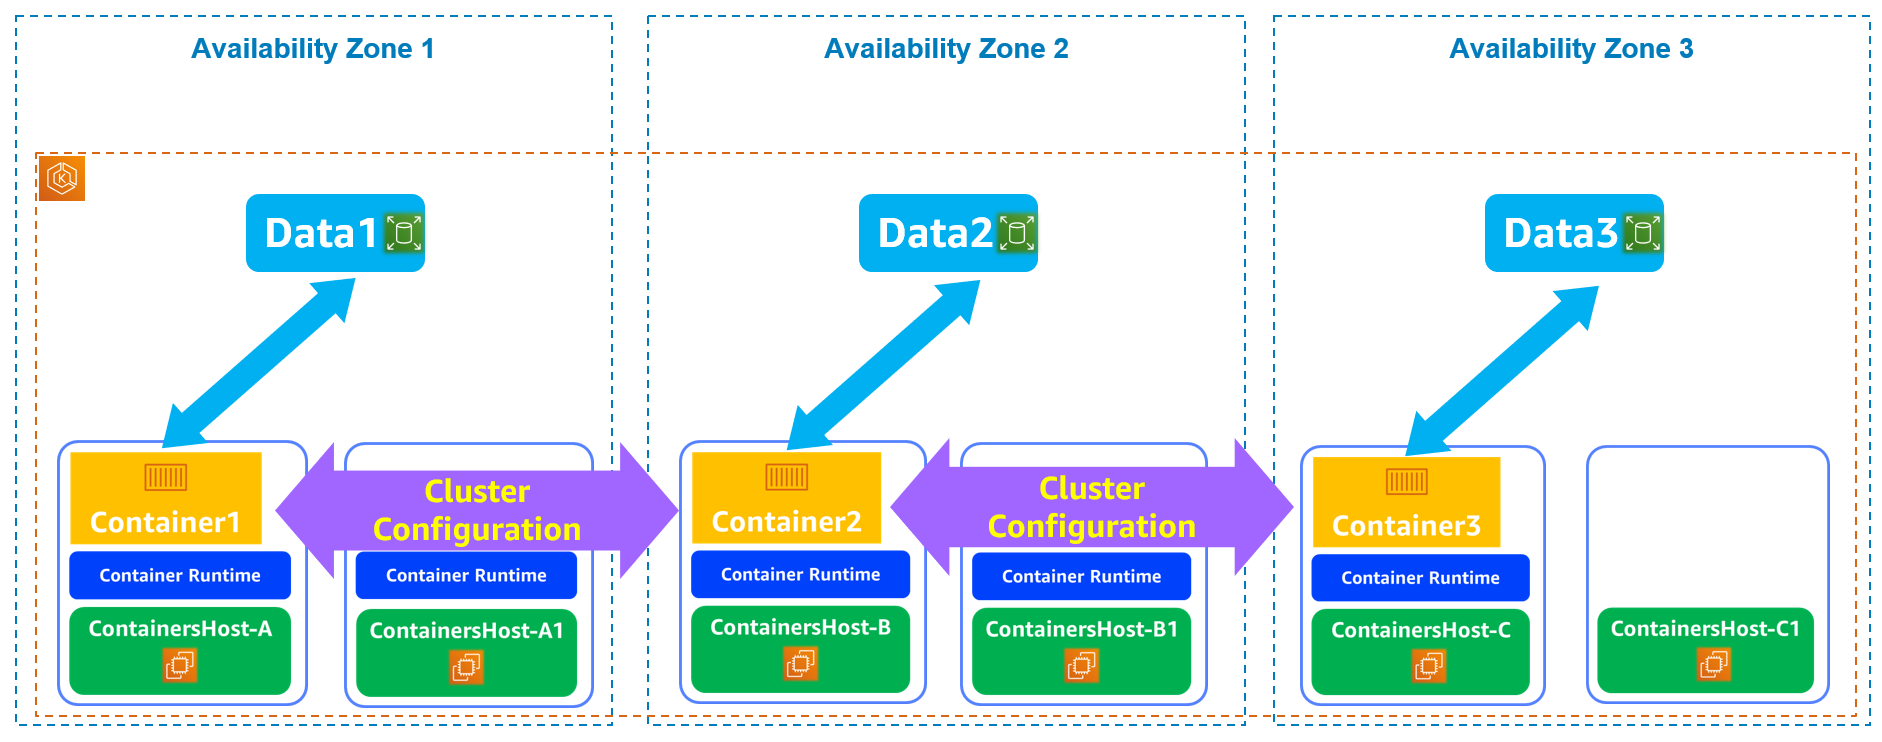 Availability Zone 1
Availability Zone 2
Availability Zone 3
K
Data1
Data2
Data3
Container1
Cluster
Configuration
Container2
Cluster
Configuration
Container3
Container Runtime
Container Runtime
Container Runtime
Container Runtime
Container Runtime
ContainersHost-A
ContainersHost-A1
ContainersHost-B
ContainersHost-B1
ContainersHost-C
ContainersHost-C1